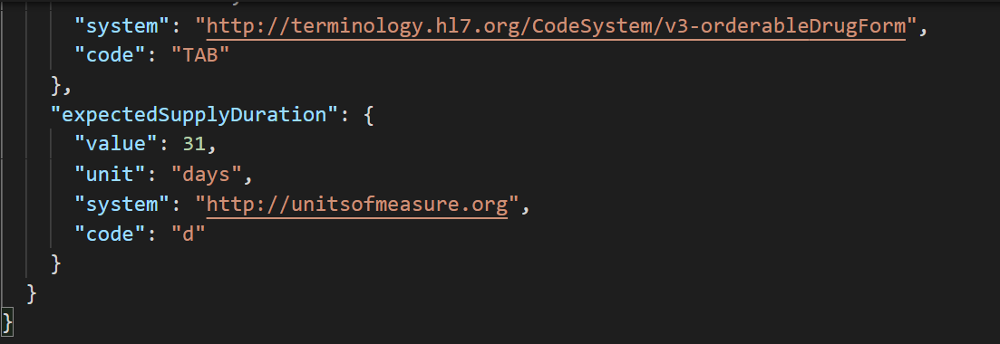 "system": "http://terminology.hl7.org/CodeSystem/v3-orderableDrugForm",
"code": "TAB"
},
"expectedSupplyDuration": {
"value": 31,
"unit": "days",
"system": "http://unitsofmeasure.org",
"code": "d"
}
}
}